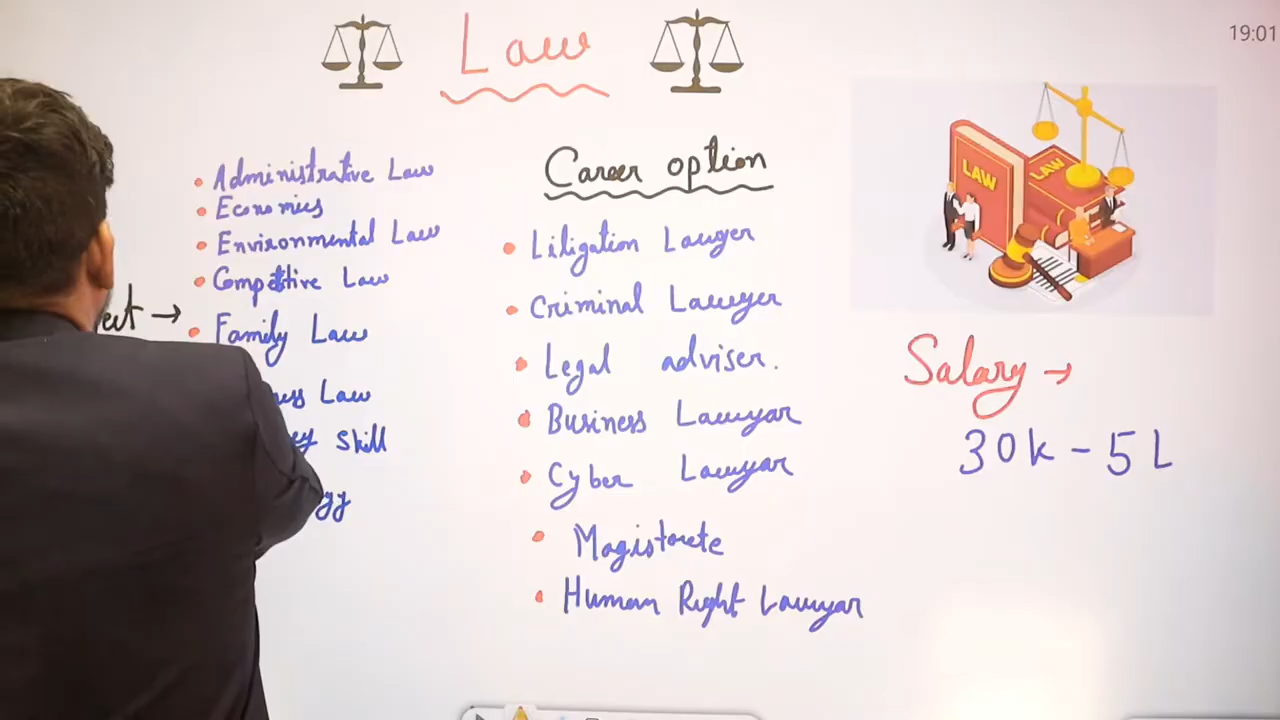 Law
19:01
LAW
LAW
Administrative Law
Economics
Environmental Law
Competitive Law
Family Law
Law
Skill
Career option
Litigation Lawyer
Criminal Lawyer
Legal adviser.
Business Lawyar
Cyber Lawyar
Magistarete
Human Right Lawyar
Salary →
30k - 5L